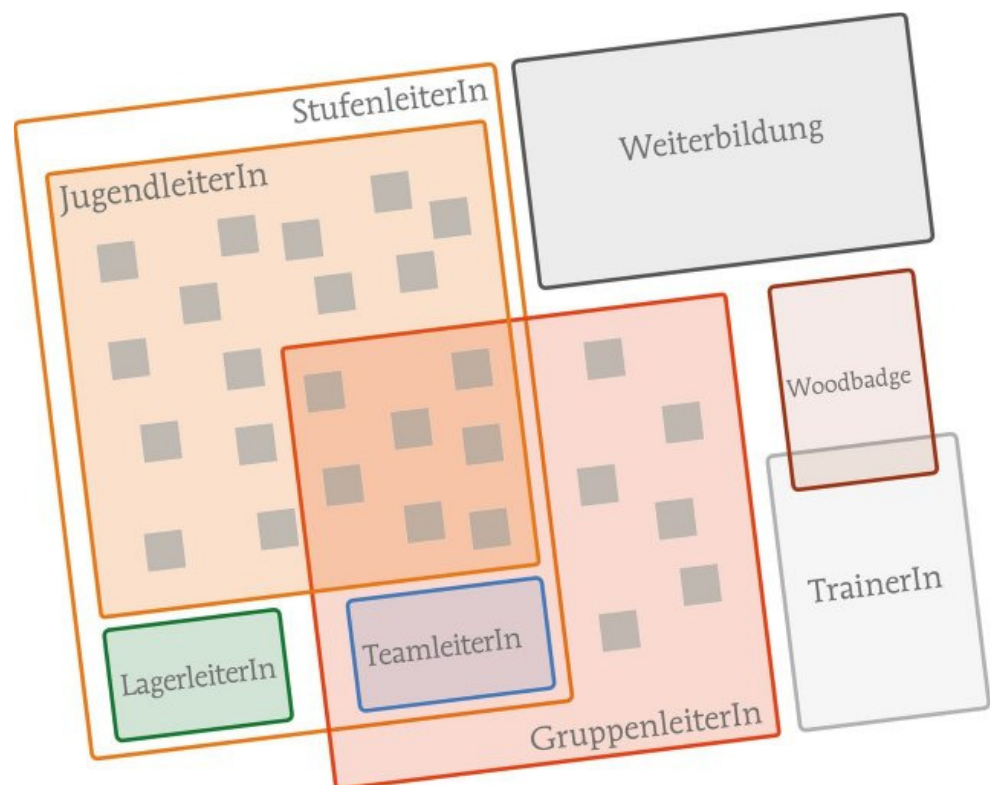 StufenleiterIn
Weiterbildung
JugendleiterIn
Woodbadge
TrainerIn
TeamleiterIn
LagerleiterIn
GruppenleiterIn